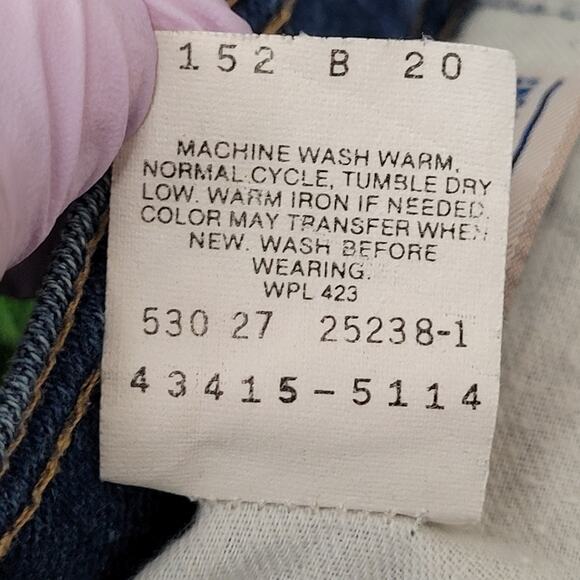 152 B 20
MACHINE WASH WARM,
NORMAL CYCLE, TUMBLE DRY
LOW. WARM IRON IF NEEDED.
COLOR MAY TRANSFER WHEN
NEW. WASH BEFORE
WEARING.
WPL 423
530 27 25238-1
43415-5114